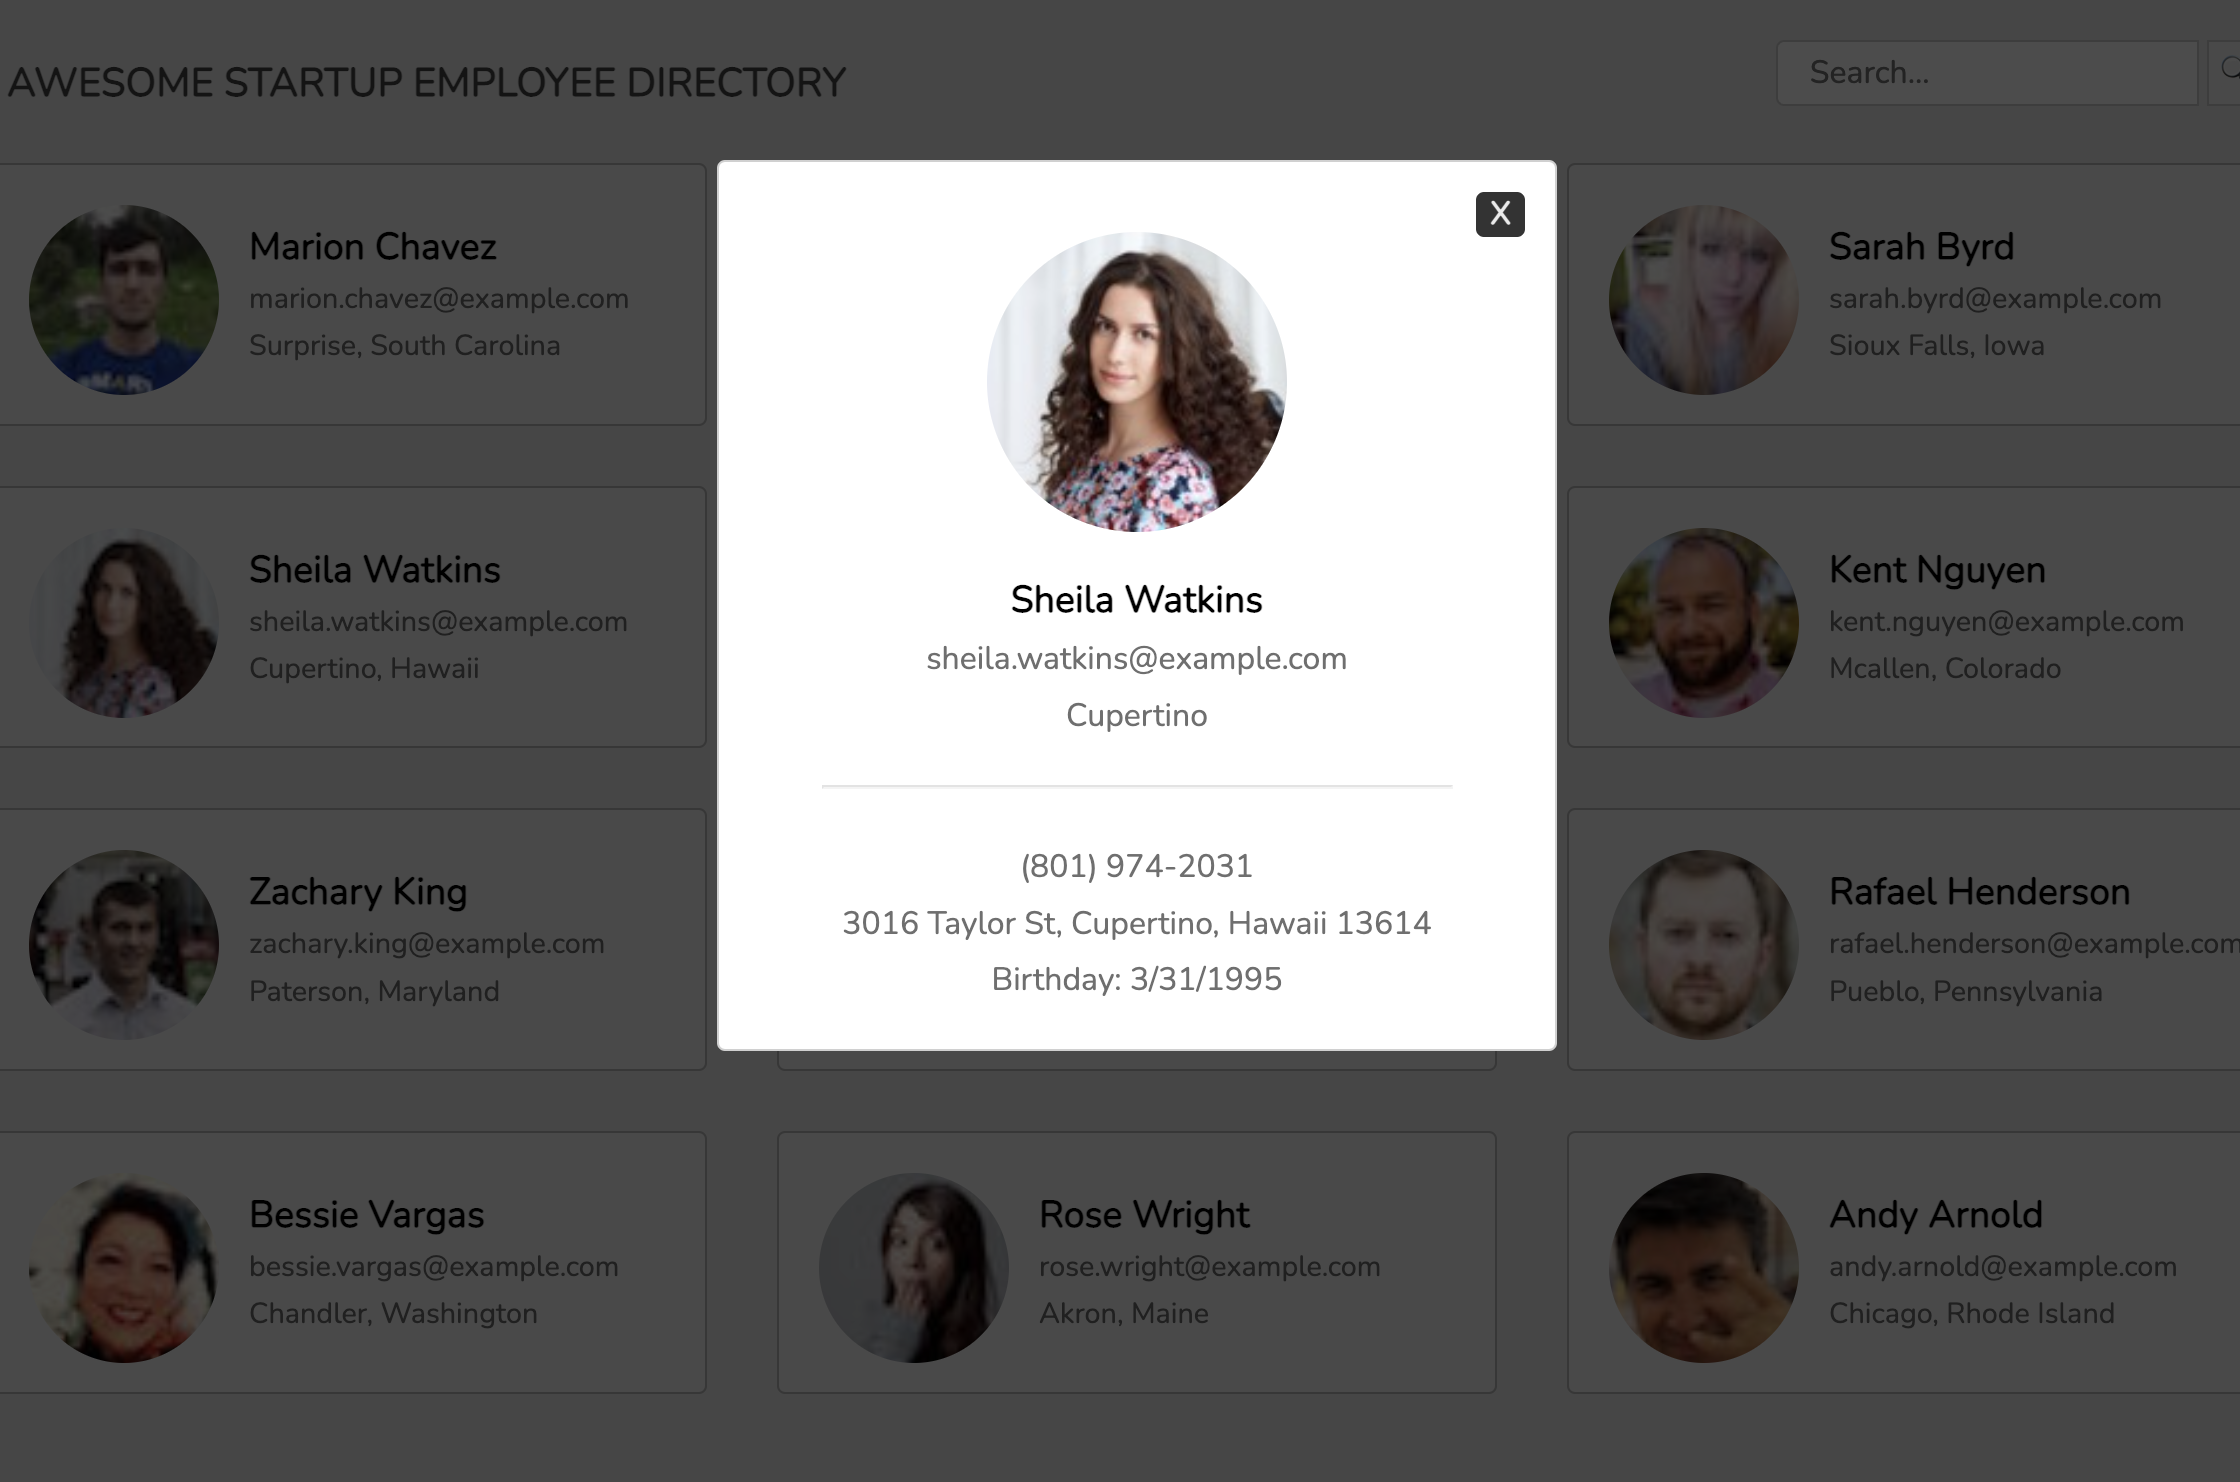 AWESOME STARTUP EMPLOYEE DIRECTORY
Search...
Marion Chavez
marion.chavez@example.com
Surprise, South Carolina
X
Sheila Watkins
sheila.watkins@example.com
Cupertino
(801) 974-2031
3016 Taylor St, Cupertino, Hawaii 13614
Birthday: 3/31/1995
Sarah Byrd
sarah.byrd@example.com
Sioux Falls, Iowa
Sheila Watkins
sheila.watkins@example.com
Cupertino, Hawaii
Kent Nguyen
kent.nguyen@example.com
Mcallen, Colorado
Zachary King
zachary.king@example.com
Paterson, Maryland
Rafael Henderson
rafael.henderson@example.com
Pueblo, Pennsylvania
Bessie Vargas
bessie.vargas@example.com
Chandler, Washington
Rose Wright
rose.wright@example.com
Akron, Maine
Andy Arnold
andy.arnold@example.com
Chicago, Rhode Island